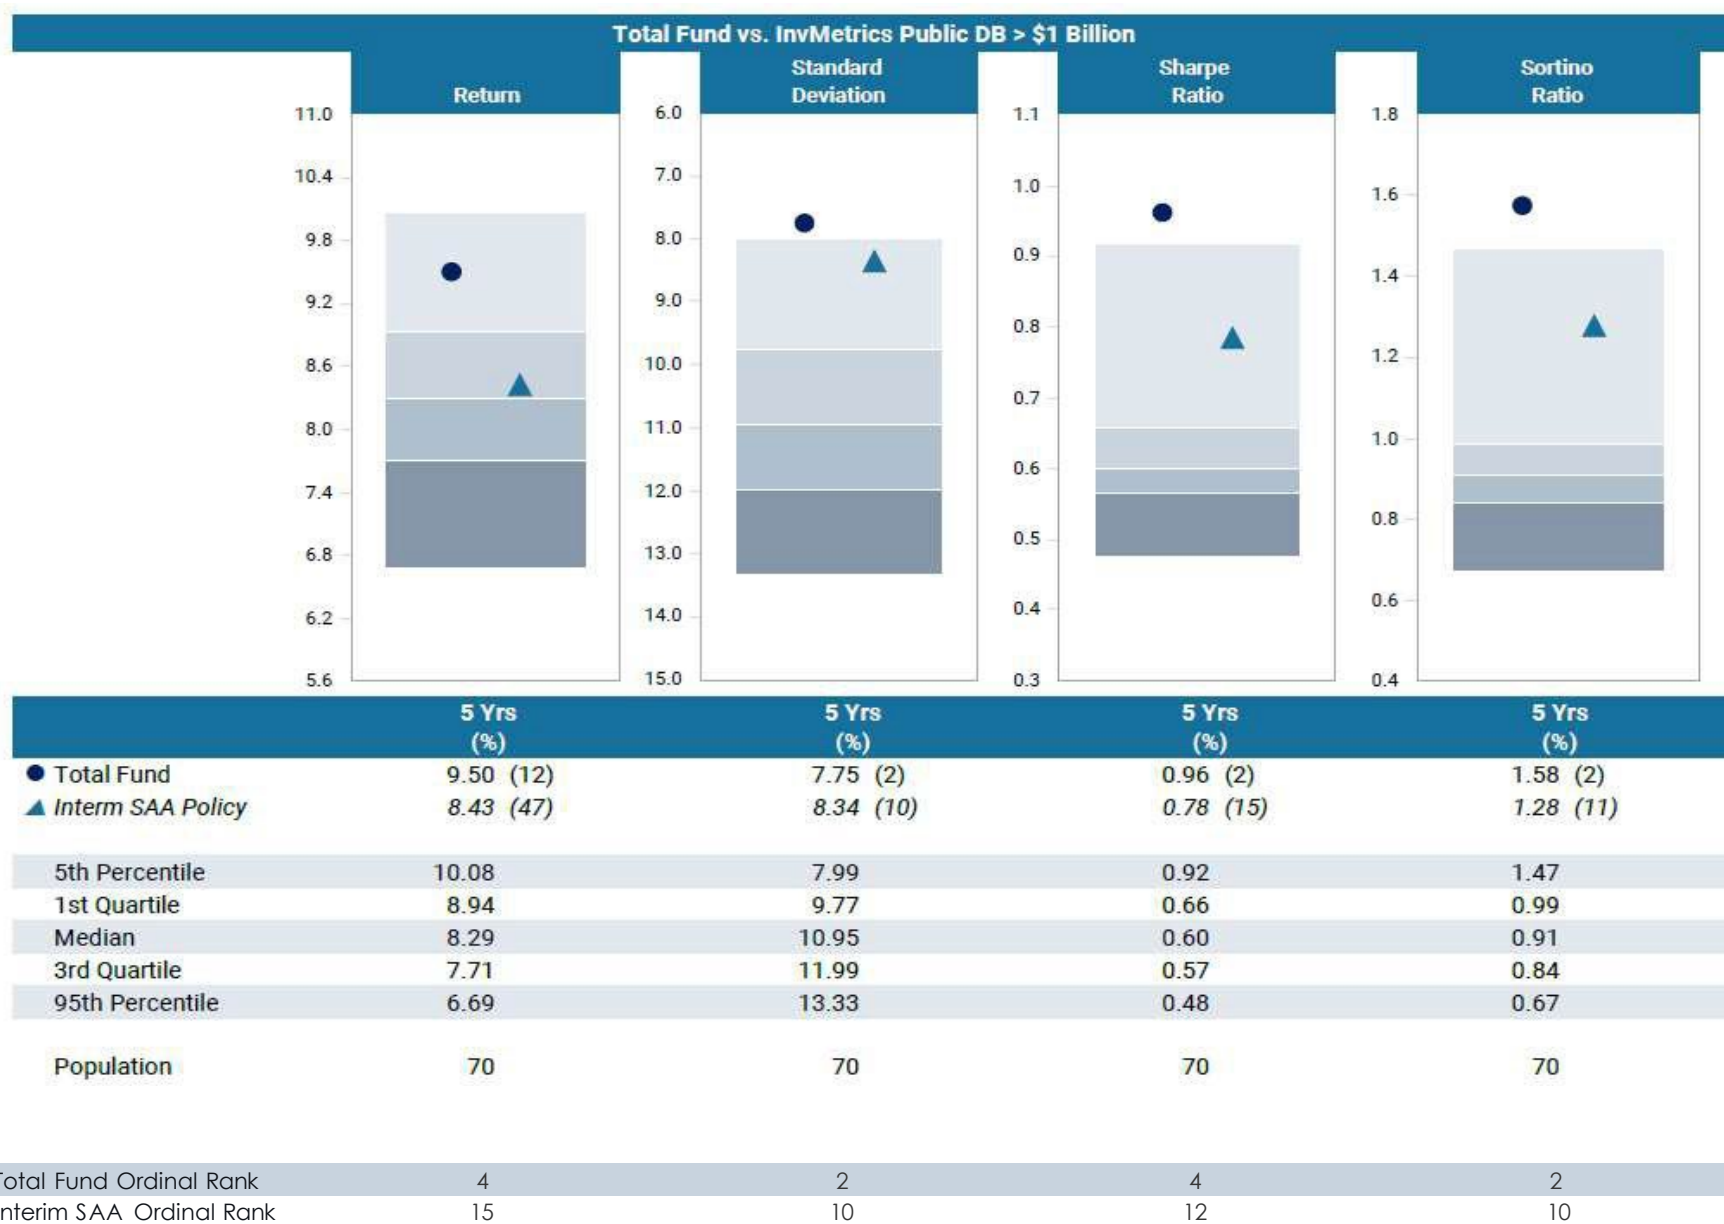 Total Fund vs. InvMetrics Public DB > $1 Billion
Return
Standard
Deviation
Sharpe
Ratio
Sortino
Ratio
11.0
10.4
9.8
9.2
8.6
8.0
7.4
6.8
6.2
5.6
6.0
7.0
8.0
9.0
10.0
11.0
12.0
13.0
14.0
15.0
1.1
1.0
0.9
0.8
0.7
0.6
0.5
0.4
0.3
1.8
1.6
1.4
1.2
1.0
0.8
0.6
0.4
5 Yrs 5 Yrs 5 Yrs 5 Yrs
(%) (%) (%) (%)
Total Fund 9.50 (12) 7.75 (2) 0.96 (2) 1.58 (2)
Interm SAA Policy 8.43 (47) 8.34 (10) 0.78 (15) 1.28 (11)
5th Percentile 10.08 7.99 0.92 1.47
1st Quartile 8.94 9.77 0.66 0.99
Median 8.29 10.95 0.60 0.91
3rd Quartile 7.71 11.99 0.57 0.84
95th Percentile 6.69 13.33 0.48 0.67
Population 70 70 70 70
Total Fund Ordinal Rank 4 2 4 2
nterim SAA Ordinal Rank 15 10 12 10